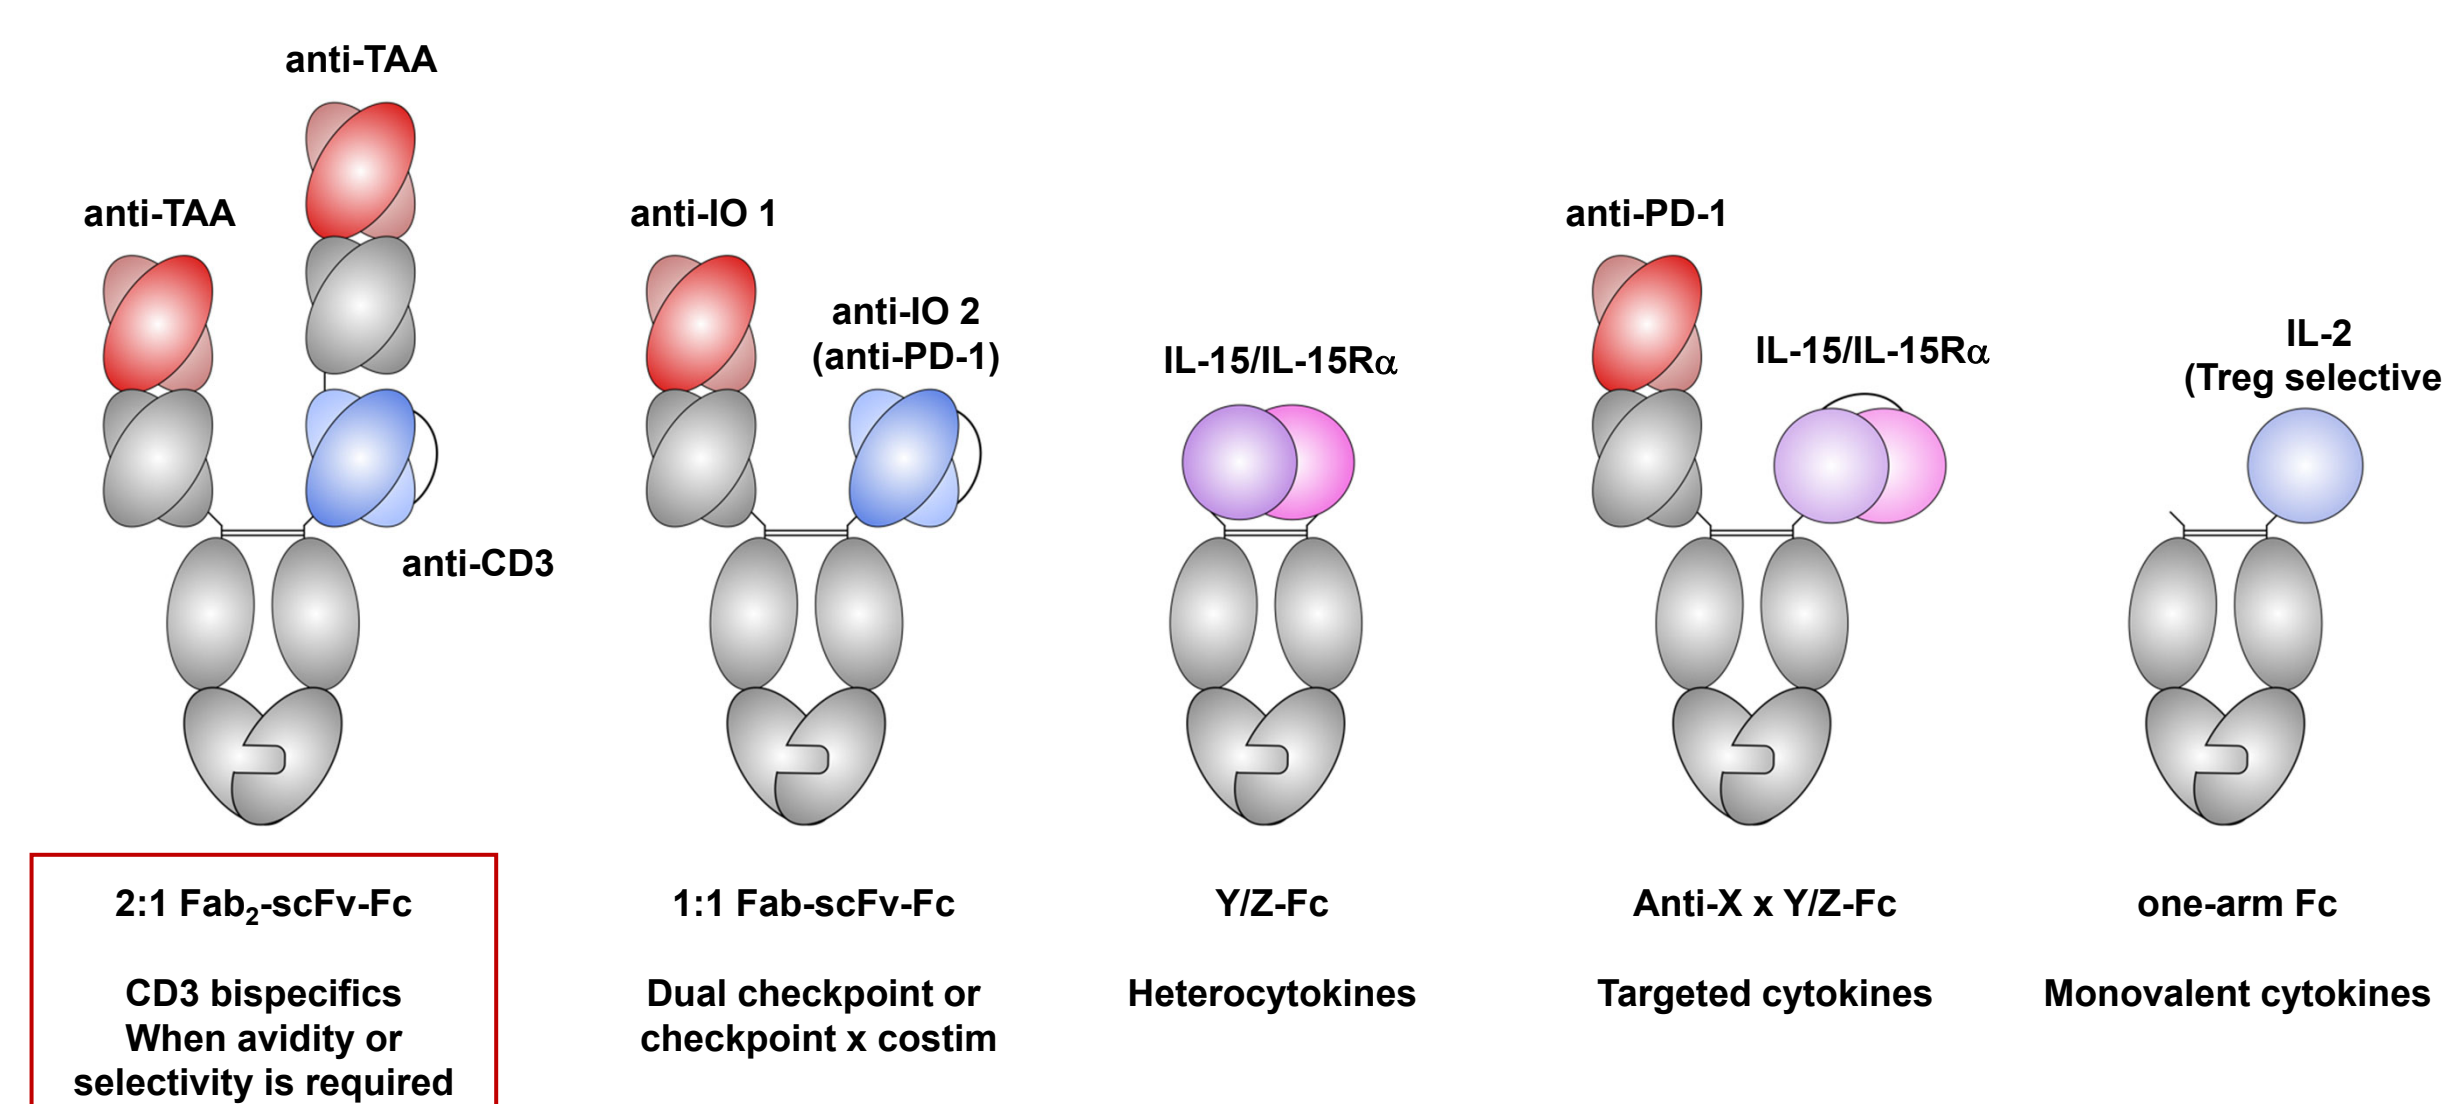 anti-TAA
anti-TAA
anti-CD3
2:1 Fab2-scFv-Fc
CD3 bispecifics
When avidity or
selectivity is required
anti-IO 1
anti-IO 2
(anti-PD-1)
1:1 Fab-scFv-Fc
Dual checkpoint or
checkpoint x costim
IL-15/IL-15Rα
Y/Z-Fc
Heterocytokines
anti-PD-1
IL-15/IL-15Rα
Anti-X x Y/Z-Fc
Targeted cytokines
IL-2
(Treg selective
one-arm Fc
Monovalent cytokines